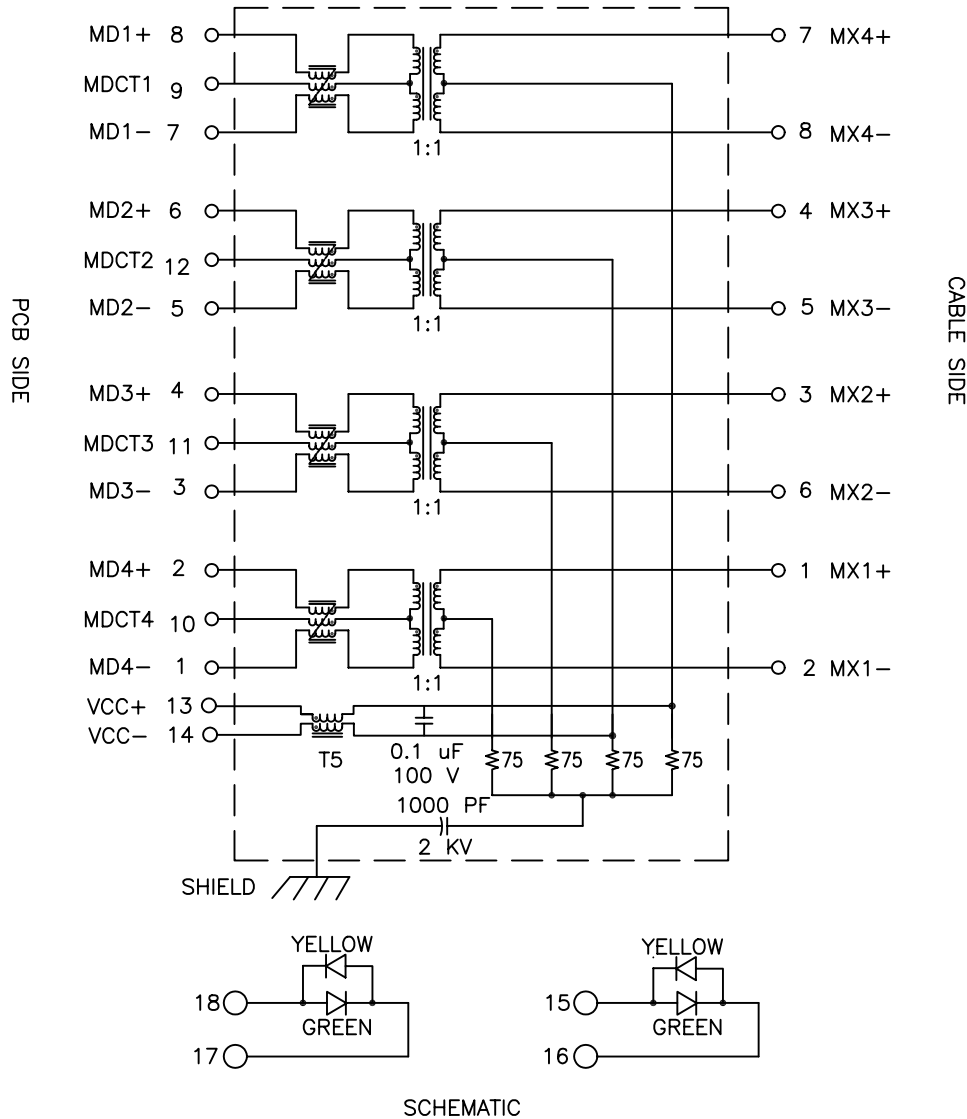 MD1+ 8
MDCT1 9
MD1- 7
1:1
7 MX4+
8 MX4-
MD2+ 6
MDCT2 12
MD2- 5
1:1
4 MX3+
5 MX3-
PCB SIDE
CABLE SIDE
MD3+ 4
MDCT3 11
MD3- 3
1:1
3 MX2+
6 MX2-
MD4+ 2
MDCT4 10
MD4- 1
1:1
1 MX1+
2 MX1-
VCC+ 13
VCC- 14
T5
0.1 uF
100 V
75
75
75
75
1000 PF
2 KV
SHIELD
YELLOW
18
GREEN
17
YELLOW
15
GREEN
16
SCHEMATIC